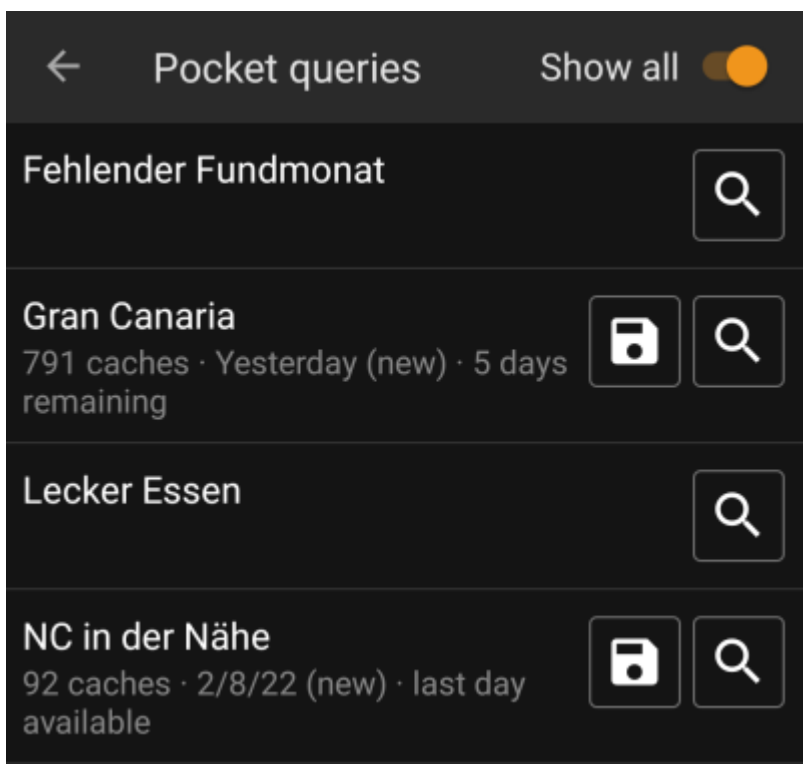 Pocket queries Show all
Fehlender Fundmonat
Gran Canaria
791 caches · Yesterday (new) · 5 days
remaining
Lecker Essen
NC in der Nähe
92 caches · 2/8/22 (new) · last day
available